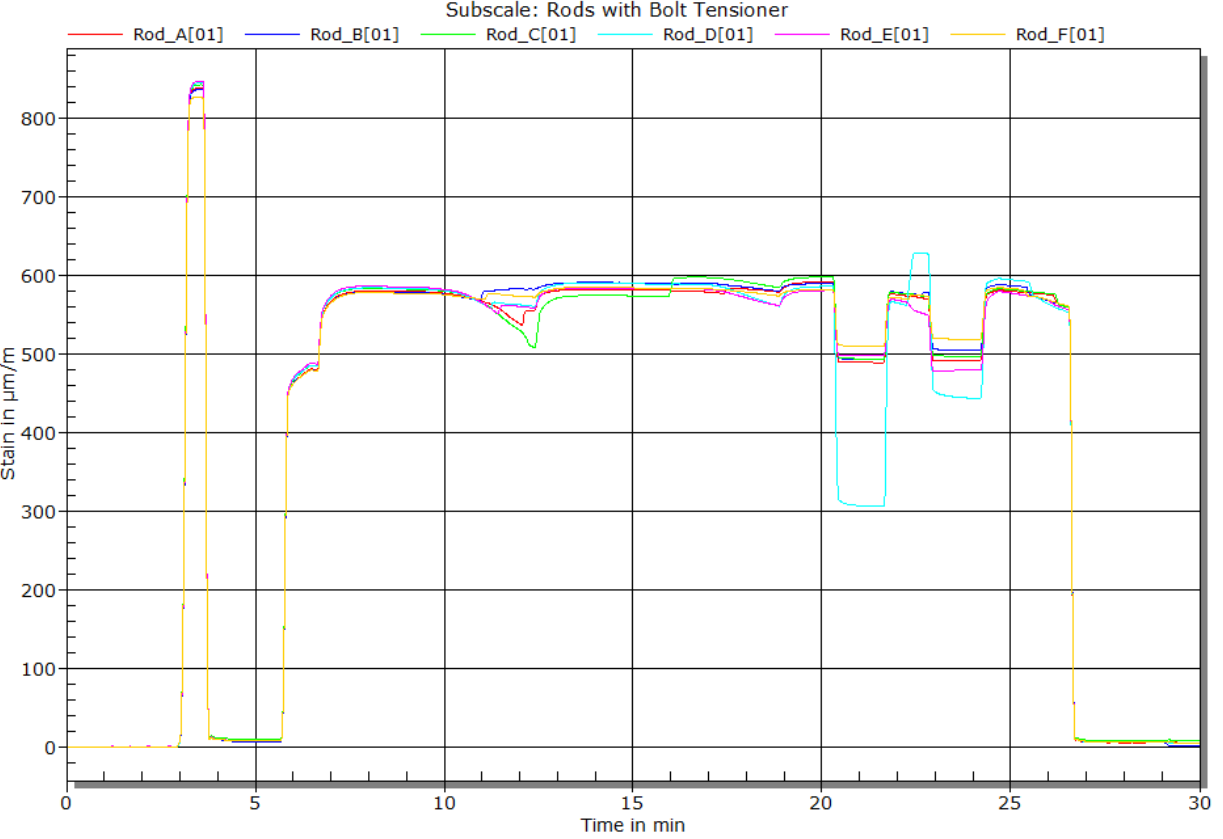 Subscale: Rods with Bolt Tensioner
Rod_A[01] Rod_B[01] Rod_C[01] Rod_D[01] Rod_E[01] Rod_F[01]
Stain in µm/m
800
700
600
500
400
300
200
100
0
0 5 10 15 20 25 30
Time in min